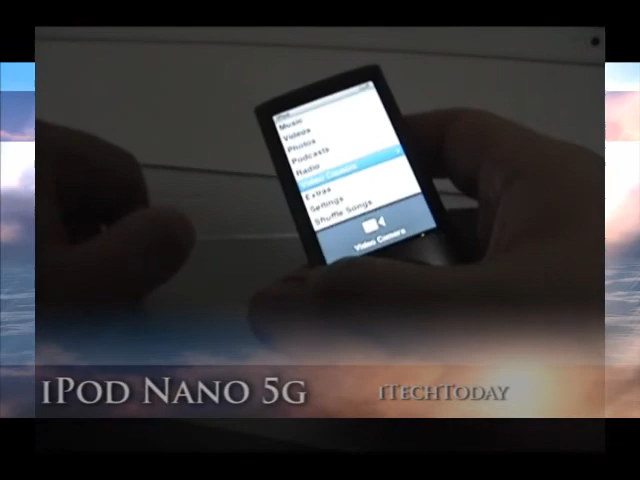 iPod
Music
Videos
Photos
Podcasts
Radio
Video Camera
Extras
Settings
Shuffle Songs
Video Camera
iPod Nano 5G
iTechToday